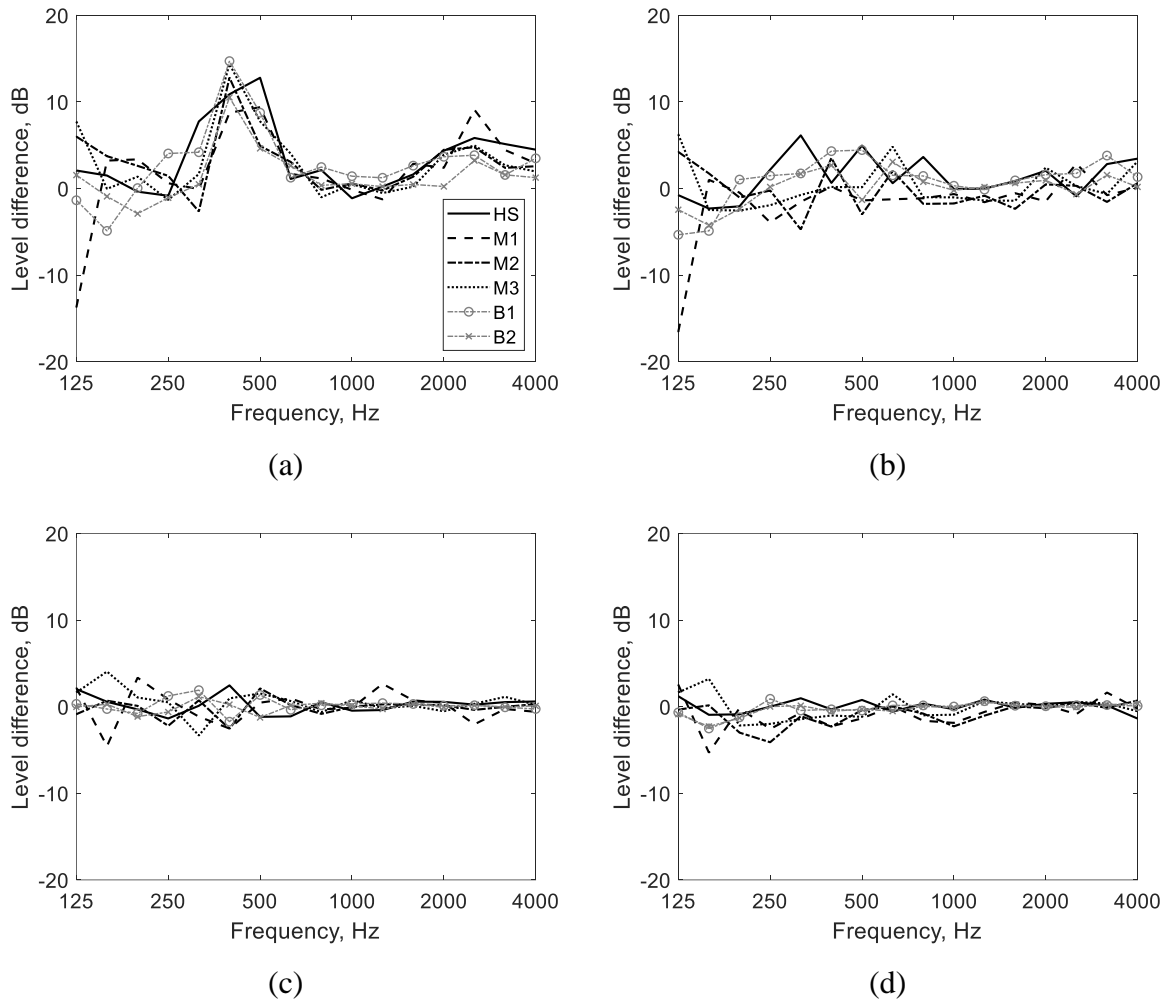 20
10
0
-10
-20
Level difference, dB
125 250 500 1000 2000 4000
Frequency, Hz
HS
M1
M2
M3
B1
B2
(a)
20
10
0
-10
-20
Level difference, dB
125 250 500 1000 2000 4000
Frequency, Hz
(b)
20
10
0
-10
-20
Level difference, dB
125 250 500 1000 2000 4000
Frequency, Hz
(c)
20
10
0
-10
-20
Level difference, dB
125 250 500 1000 2000 4000
Frequency, Hz
(d)